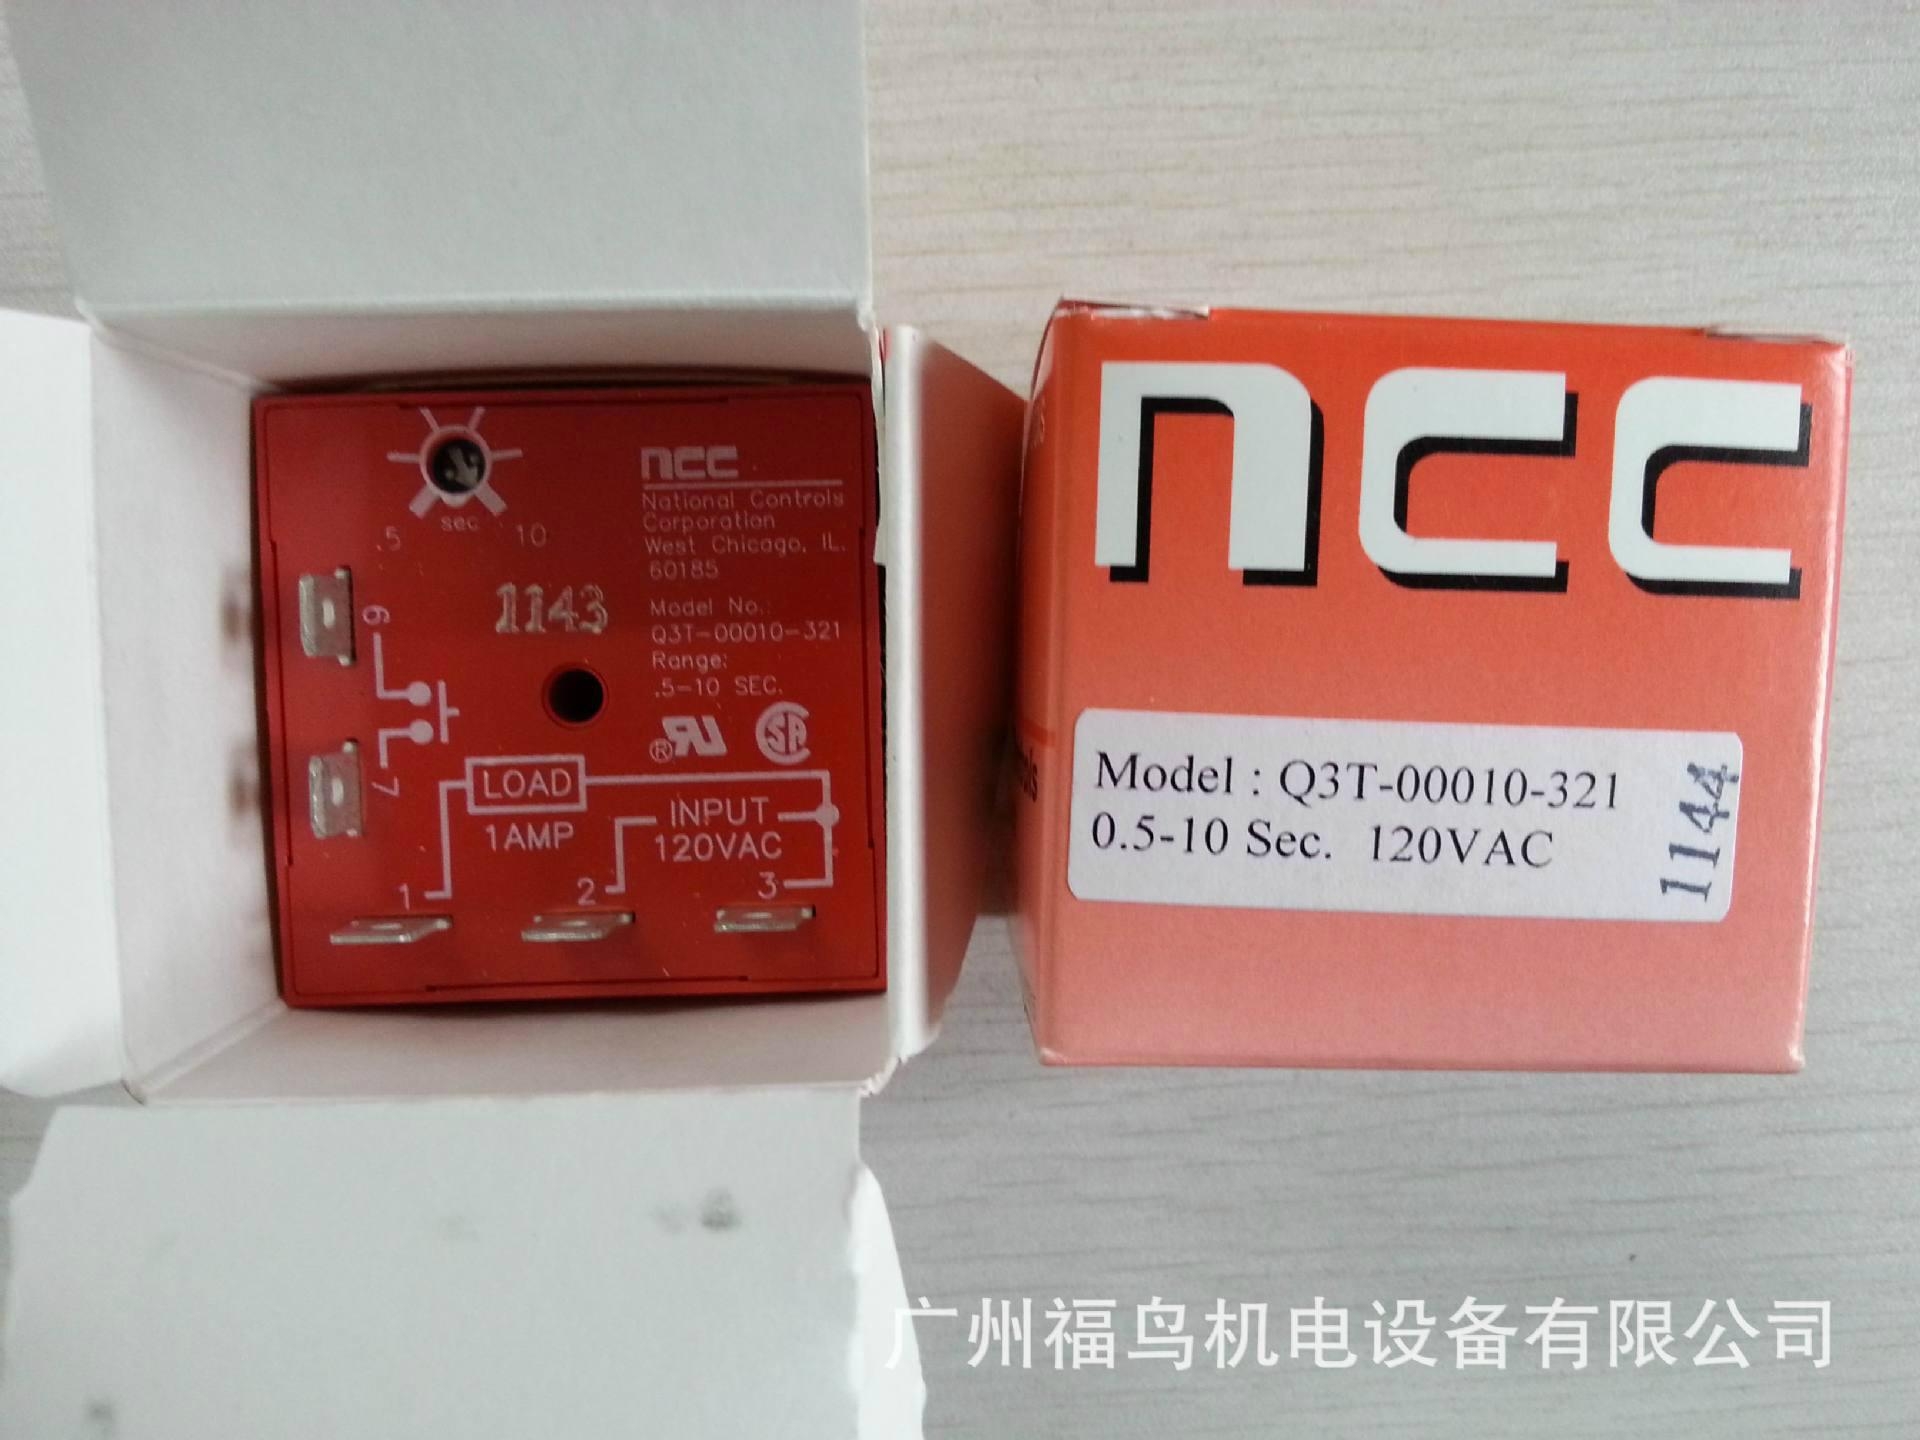 ncc
National Controls
Corporation
West Chicago, IL.
60185
Model No.:
Q3T-00010-321
Range:
.5-10 SEC.
sec
.5
10
1143
6
7
LOAD
1AMP
INPUT
120VAC
1
2
3
ncc
Model : Q3T-00010-321
0.5-10 Sec. 120VAC
1144
广州福鸟机电设备有限公司